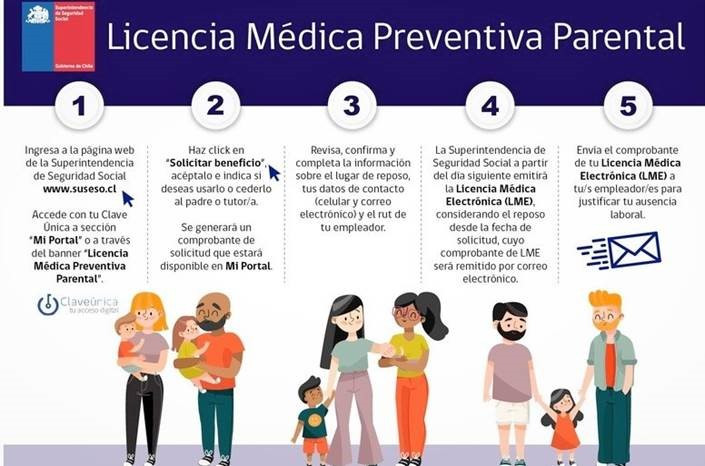 Superintendencia
de Seguridad
Social
Gobierno de Chile
Licencia Médica Preventiva Parental
1
Ingresa a la página web
de la Superintendencia
de Seguridad Social
www.suseso.cl
Accede con tu Clave
Única a sección
"Mi Portal" o a través
del banner "Licencia
Médica Preventiva
Parental".
Claveúnica
tu acceso digital
2
Haz click en
"Solicitar beneficio",
acéptalo e indica si
deseas usarlo o cederlo
al padre o tutor/a.
Se generará un
comprobante de
solicitud que estará
disponible en Mi Portal.
3
Revisa, confirma y
completa la información
sobre el lugar de reposo,
tus datos de contacto
(celular y correo
electrónico) y el rut de
tu empleador.
4
La Superintendencia de
Seguridad Social a partir
del día siguiente emitirá
la Licencia Médica
Electrónica (LME),
considerando el reposo
desde la fecha de
solicitud, cuyo
comprobante de LME
será remitido por correo
electrónico.
5
Envía el comprobante
de tu Licencia Médica
Electrónica (LME) a
tu/s empleador/es para
justificar tu ausencia
laboral.